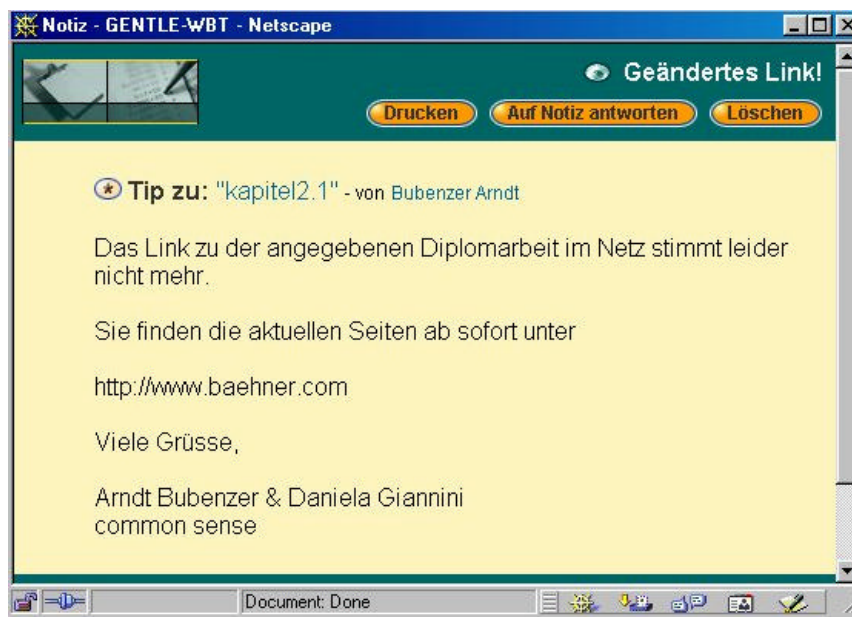 Notiz - GENTLE-WBT - Netscape
Geändertes Link!
Drucken Auf Notiz antworten Löschen
Tip zu: "kapitel2.1" - von Bubenzer Arndt
Das Link zu der angegebenen Diplomarbeit im Netz stimmt leider
nicht mehr.
Sie finden die aktuellen Seiten ab sofort unter
http://www.baehner.com
Viele Grüsse,
Arndt Bubenzer & Daniela Giannini
common sense
Document: Done